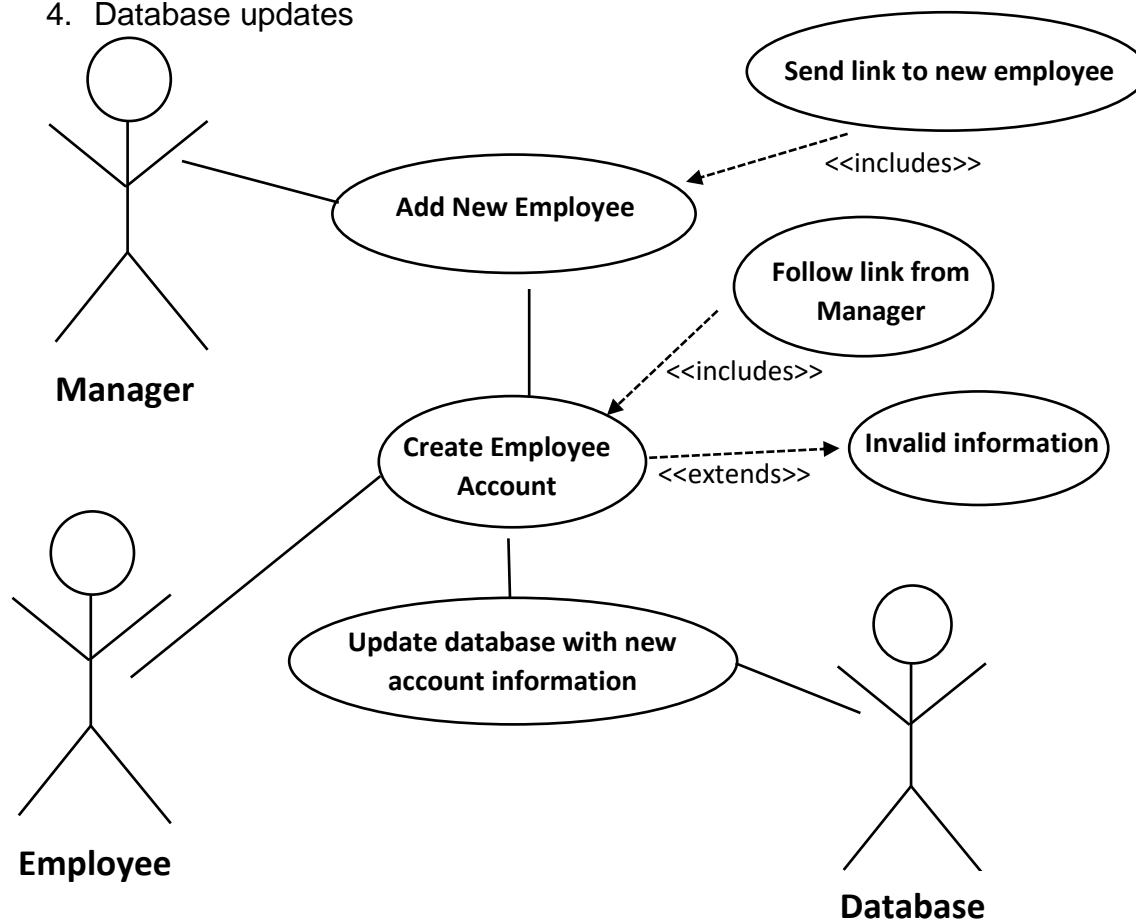 4. Database updates
Send link to new employee
<<includes>>
Add New Employee
Follow link from
Manager
<<includes>>
Manager
Create Employee
Account
Invalid information
<<extends>>
Update database with new
account information
Employee
Database